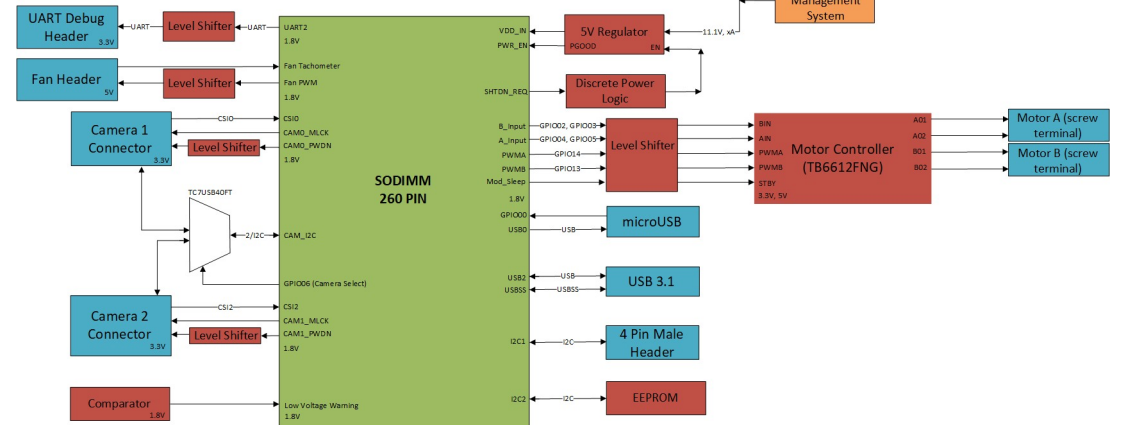 Management
System
UART Debug
Header
3.3V
UART
Level Shifter
UART
UART2
1.8V
VDD_IN
PWR_EN
5V Regulator
PGOOD
EN
11.1V, xA
Fan Header
5V
Level Shifter
Fan Tachometer
Fan PWM
1.8V
SHTDN_REQ
Discrete Power
Logic
Camera 1
Connector
3.3V
CSI0
Level Shifter
CSI0
CAM0_MLCK
CAM0_PWDN
1.8V
B_Input
A_Input
PWMA
PWMB
Mod_Sleep
1.8V
GPIO02, GPIO03
GPIO04, GPIO05
GPIO14
GPIO13
Level Shifter
BIN
AIN
PWMA
PWMB
STBY
3.3V, 5V
Motor Controller
(TB6612FNG)
A01
A02
B01
B02
Motor A (screw
terminal)
Motor B (screw
terminal)
SODIMM
260 PIN
TC7USB40FT
2/I2C
CAM_I2C
GPIO06 (Camera Select)
GPIO00
USB0
USB
microUSB
USB2
USBSS
USB
USBSS
USB 3.1
Camera 2
Connector
3.3V
CSI2
Level Shifter
CSI2
CAM1_MLCK
CAM1_PWDN
1.8V
I2C1
I2C
4 Pin Male
Header
Comparator
1.8V
Low Voltage Warning
1.8V
I2C2
I2C
EEPROM